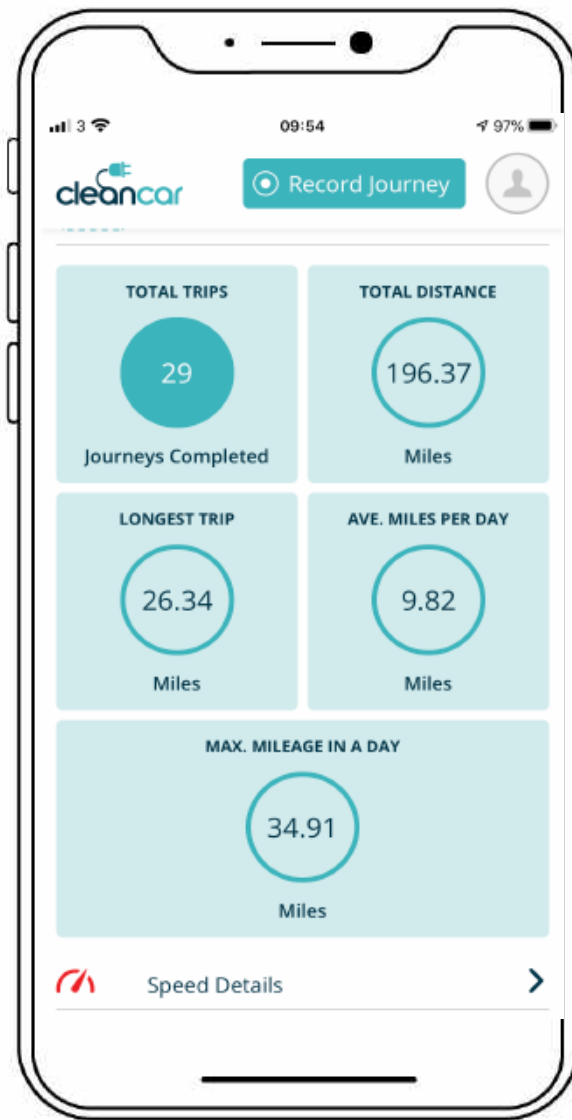 3
09:54
97%
cleancar
Record Journey
TOTAL TRIPS
29
Journeys Completed
TOTAL DISTANCE
196.37
Miles
LONGEST TRIP
26.34
Miles
AVE. MILES PER DAY
9.82
Miles
MAX. MILEAGE IN A DAY
34.91
Miles
Speed Details